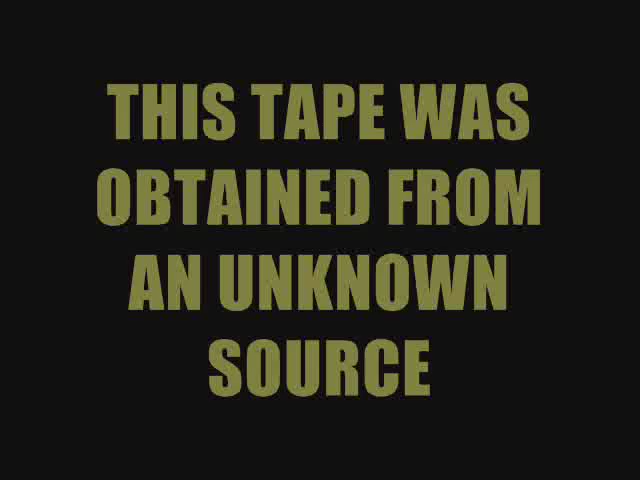 THIS TAPE WAS
OBTAINED FROM
AN UNKNOWN
SOURCE